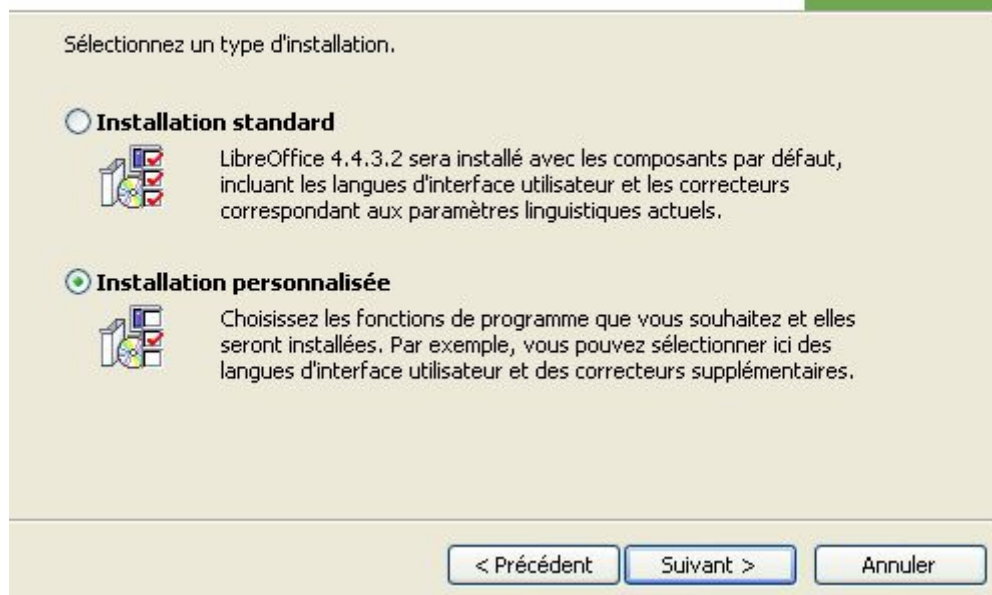 Sélectionnez un type d'installation.
Installation standard
LibreOffice 4.4.3.2 sera installé avec les composants par défaut,
incluant les langues d'interface utilisateur et les correcteurs
correspondant aux paramètres linguistiques actuels.
Installation personnalisée
Choisissez les fonctions de programme que vous souhaitez et elles
seront installées. Par exemple, vous pouvez sélectionner ici des
langues d'interface utilisateur et des correcteurs supplémentaires.
< Précédent Suivant > Annuler